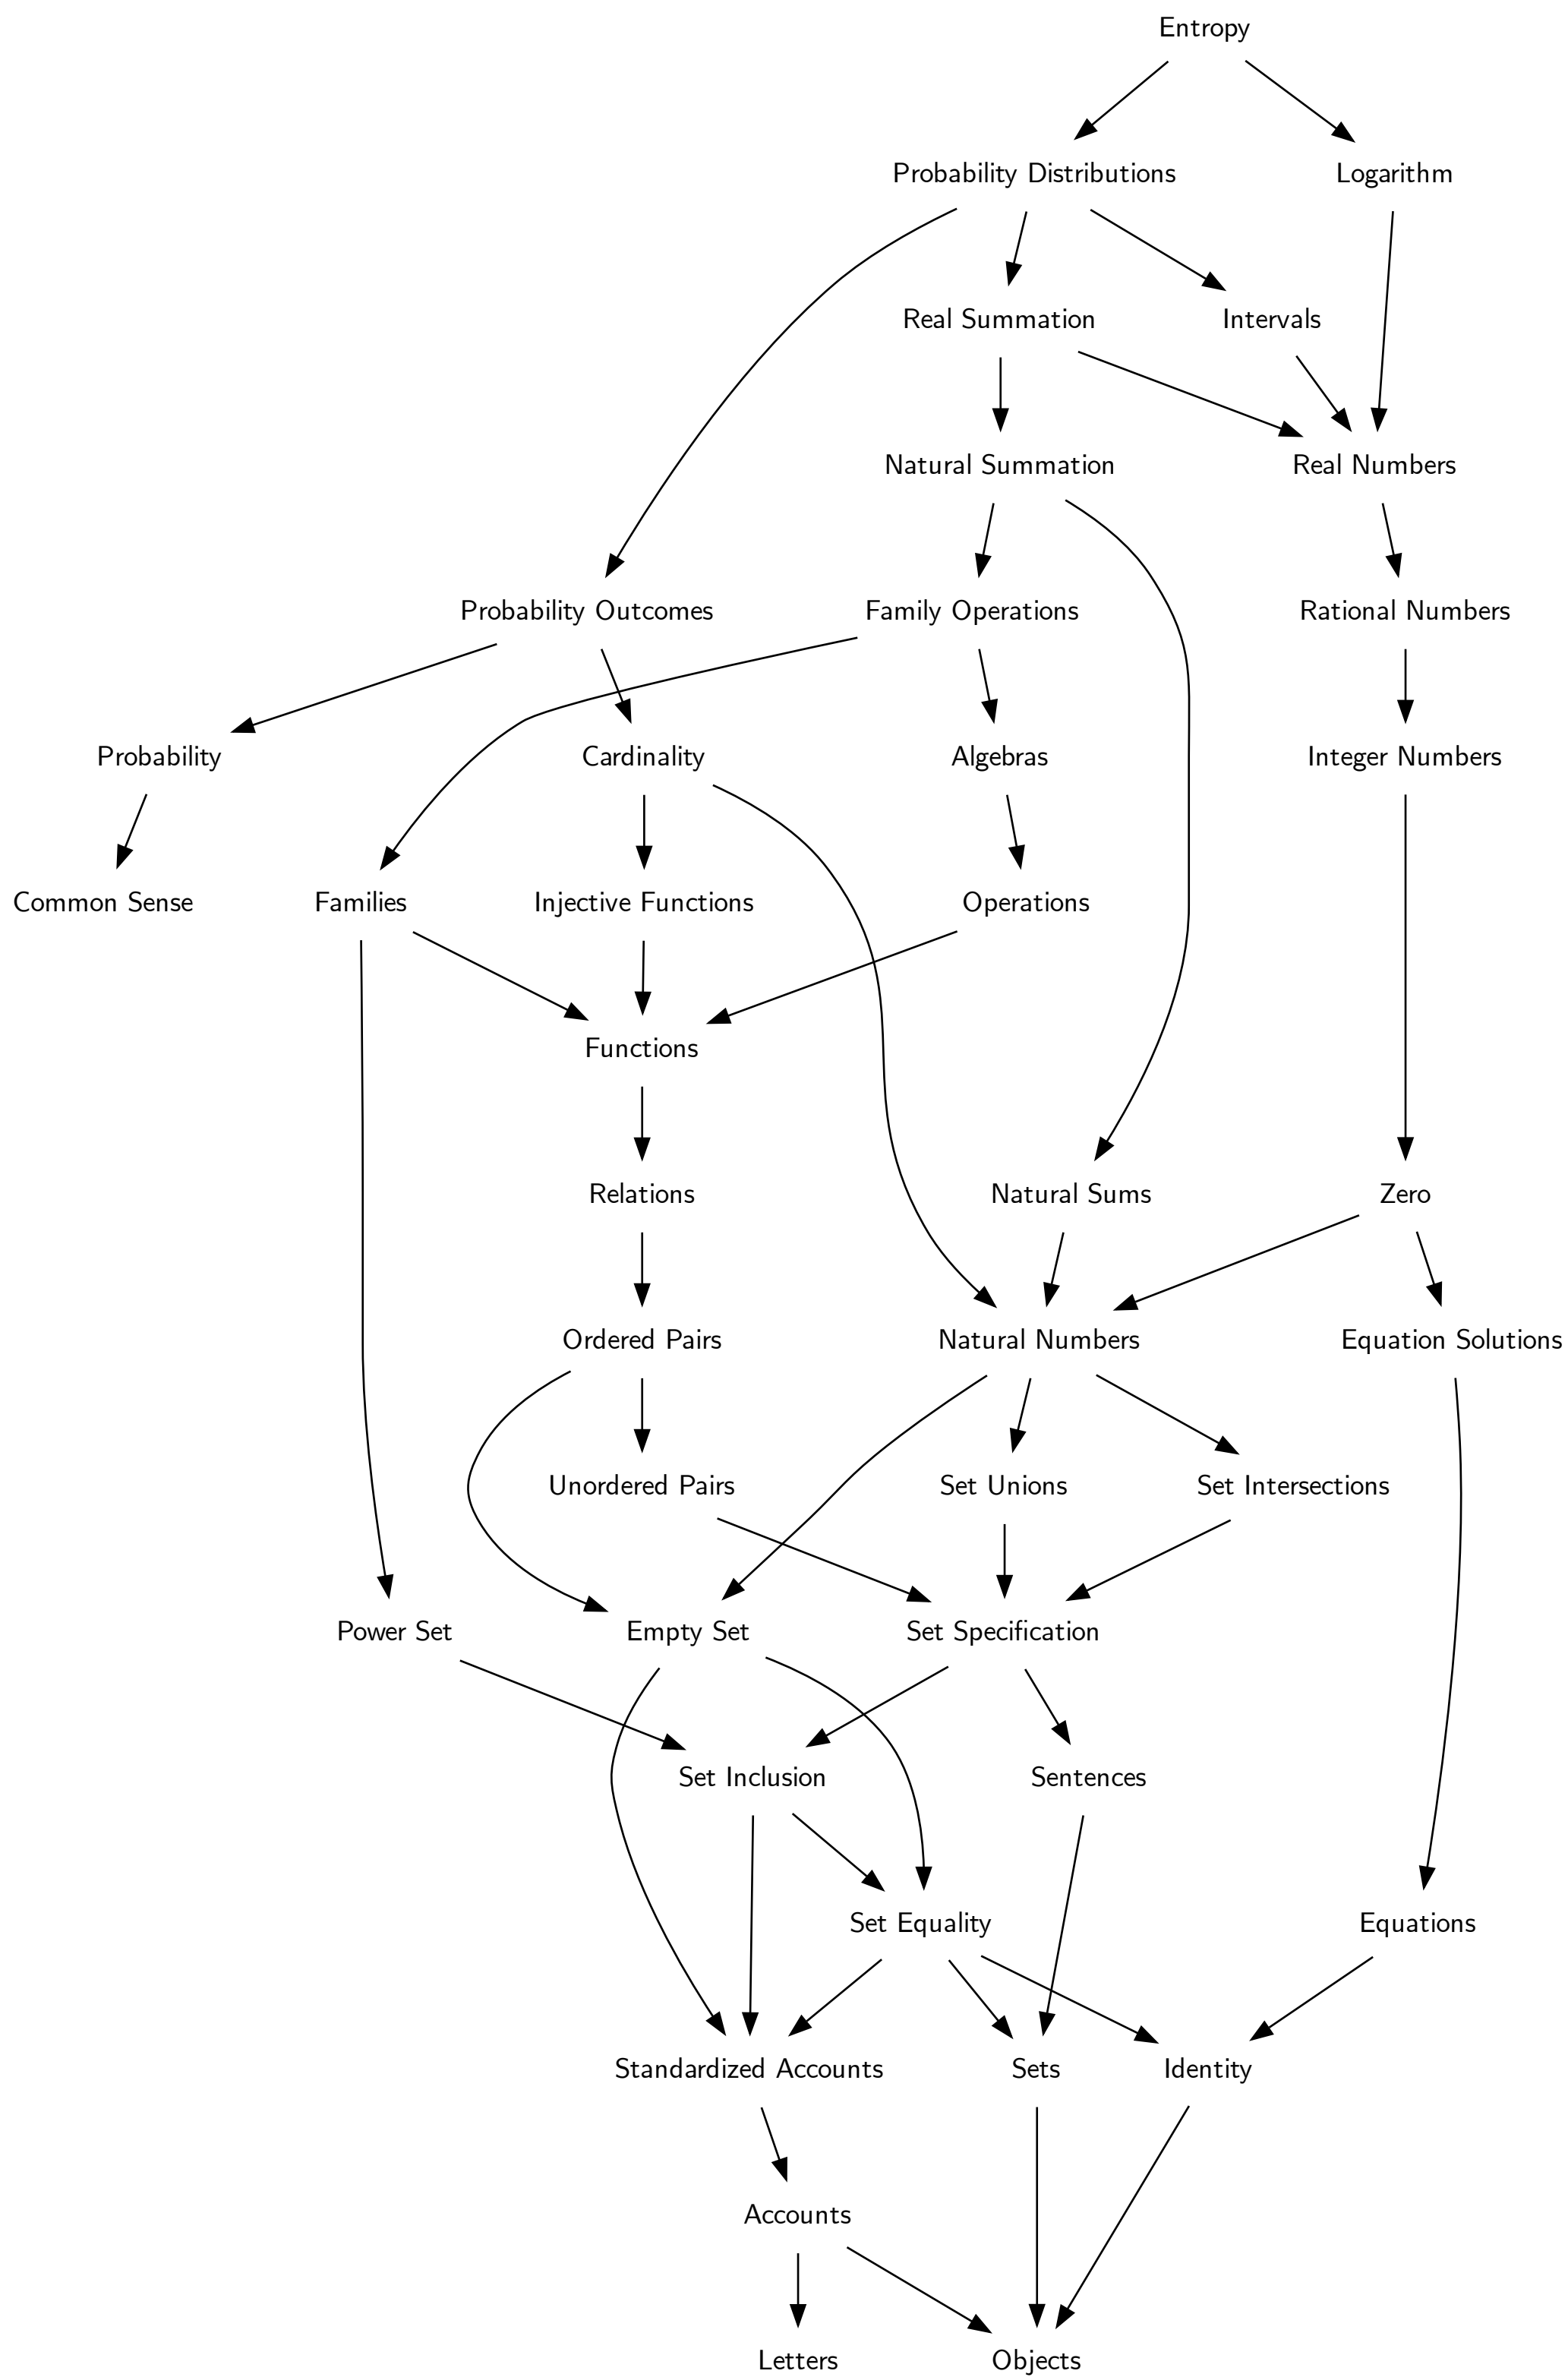 Entropy
Probability Distributions
Logarithm
Real Summation
Intervals
Natural Summation
Real Numbers
Probability Outcomes
Family Operations
Rational Numbers
Probability
Cardinality
Algebras
Integer Numbers
Common Sense
Families
Injective Functions
Operations
Functions
Relations
Natural Sums
Zero
Ordered Pairs
Natural Numbers
Equation Solutions
Unordered Pairs
Set Unions
Set Intersections
Power Set
Empty Set
Set Specification
Set Inclusion
Sentences
Set Equality
Equations
Standardized Accounts
Sets
Identity
Accounts
Letters
Objects